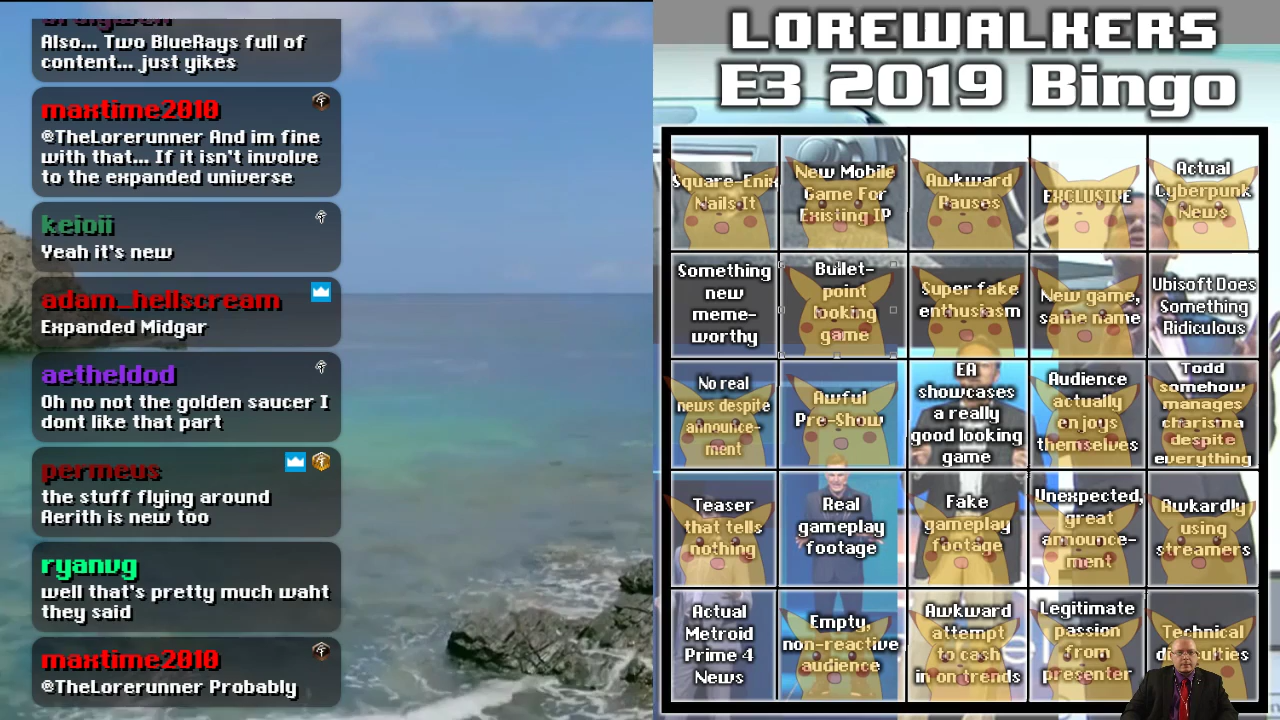 Also... Two BlueRays full of
content... just yikes
maxtime2010
@TheLorerunner And im fine
with that... If it isn't involve
to the expanded universe
keioii
Yeah it's new
adam_hellscream
Expanded Midgar
aetheldod
Oh no not the golden saucer I
dont like that part
permeus
the stuff flying around
Aerith is new too
ryanvg
well that's pretty much waht
they said
maxtime2010
@TheLorerunner Probably
LOREWALKERS
E3 2019 Bingo
Square-Enix
Nails It
New Mobile
Game For
Existing IP
Awkward
Pauses
EXCLUSIVE
Actual
Cyberpunk
News
Something
new
meme-
worthy
Bullet-
point
looking
game
Super fake
enthusiasm
New game,
same name
Ubisoft Does
Something
Ridiculous
No real
news despite
announce-
ment
Awful
Pre-Show
EA
showcases
a really
good looking
game
Audience
actually
enjoys
themselves
Todd
somehow
manages
charisma
despite
everything
Teaser
that tells
nothing
Real
gameplay
footage
Fake
gameplay
footage
Unexpected,
great
announce-
ment
Awkardly
using
streamers
Actual
Metroid
Prime 4
News
Empty,
non-reactive
audience
Awkward
attempt
to cash
in on trends
Legitimate
passion
from
presenter
Technical